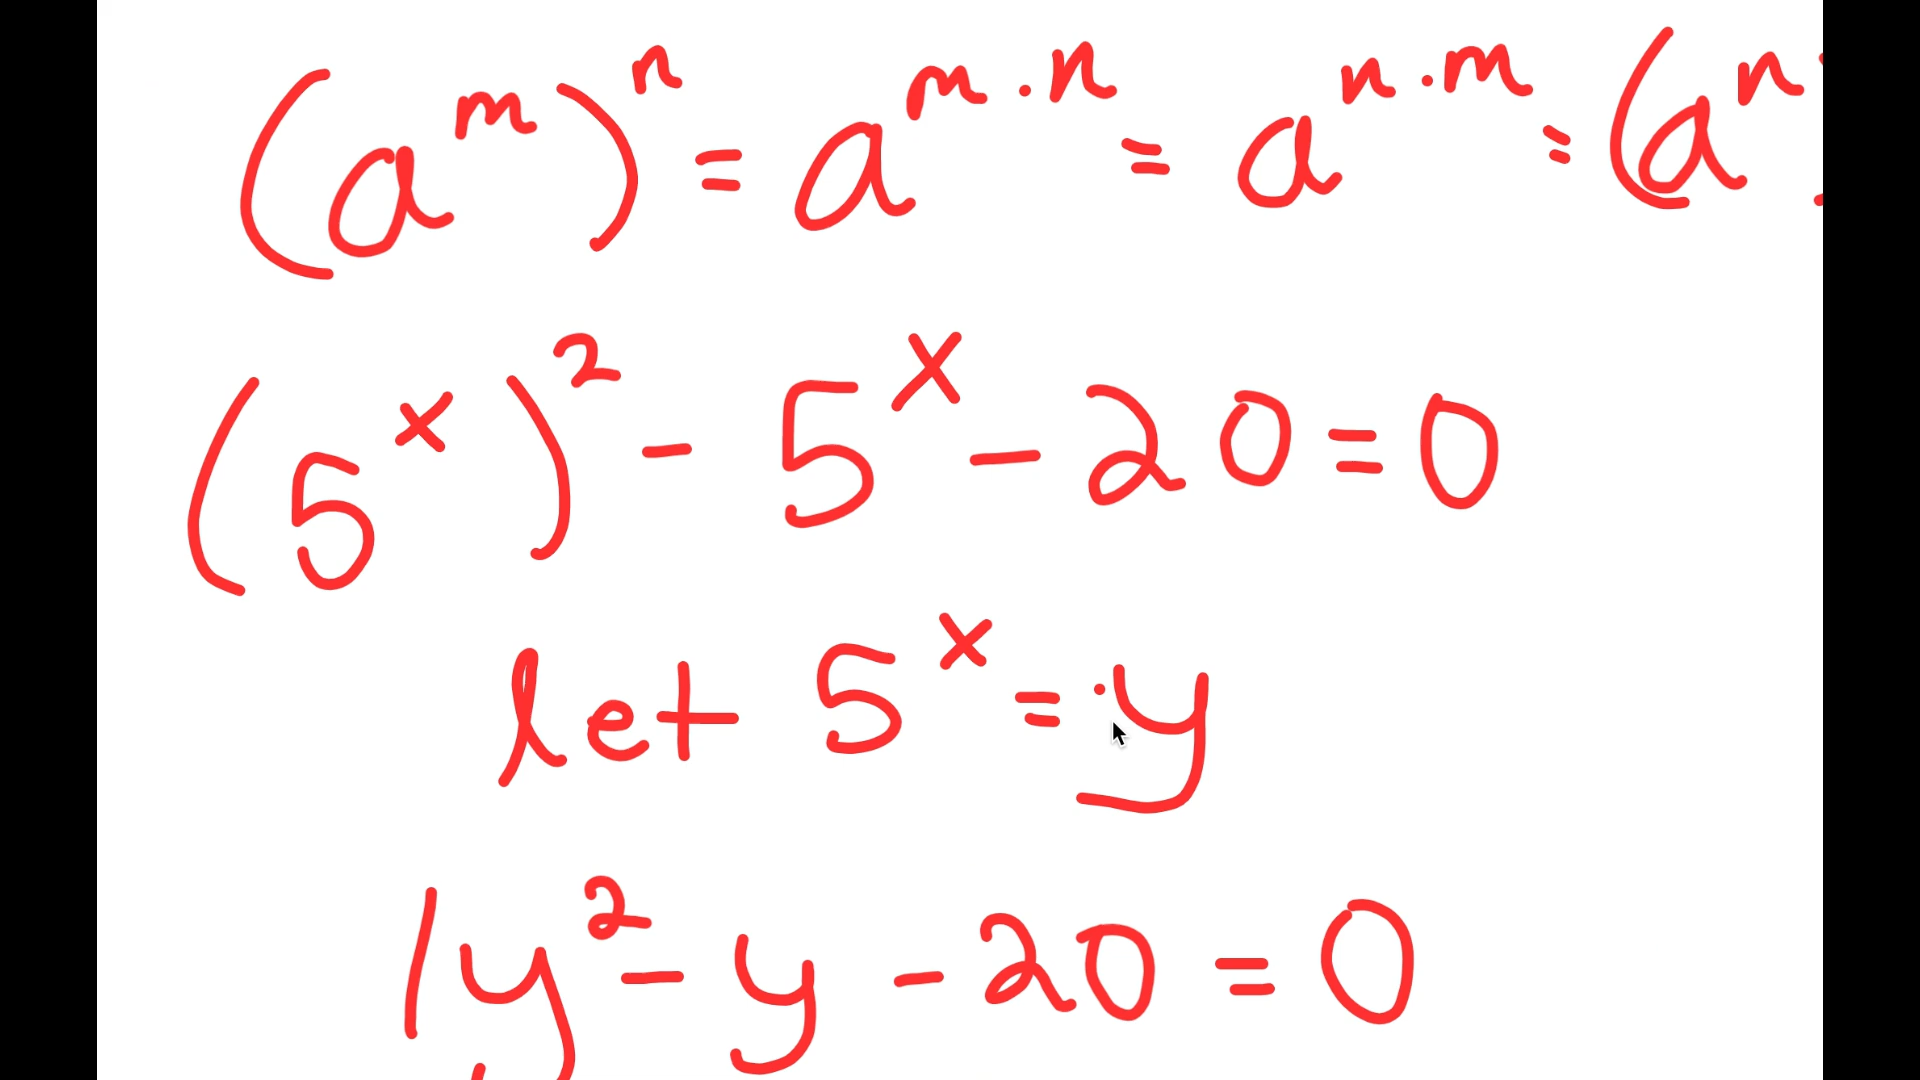 (a^m)^n = a^{m·n} = a^{n·m} = (a^n
(5^x)^2 - 5^x - 20 = 0
let 5^x = y
1y^2 - y - 20 = 0